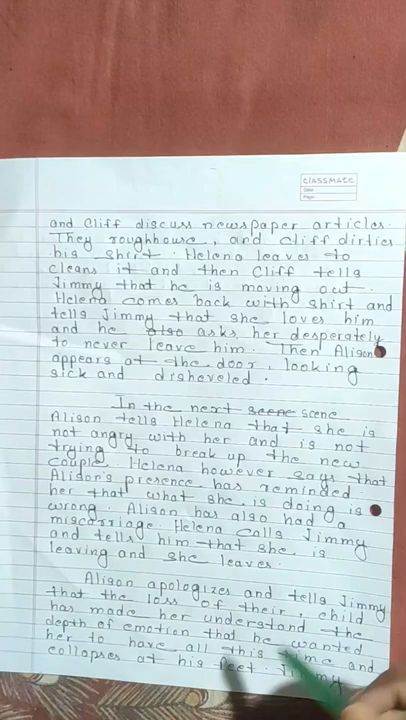 CLASSMATE
Date
Page
and Cliff discuss newspaper articles.
They roughhouse, and cliff dirties
his shirt. Helena leaves to
cleans it and then Cliff tells
Jimmy that he is moving out.
Helena comes back with shirt and
tells Jimmy that she loves him
and he also asks her desperately
to never leave him. Then Alison
appears at the door, looking
sick and disheveled.
In the next scene scene
Alison tells Helena that she is
not angry with her and is not
trying to break up the new
couple. Helena however says that
Alison's presence has reminded
her that what she is doing is
wrong. Alison has also had a
miscarriage. Helena calls Jimmy
and tells him that she is
leaving and she leaves.
Alison apologizes and tells Jimmy
that the loss of their, child
has made her understand the
depth of emotion that he wanted
her to have all this time and
collapses at his feet. Jimmy